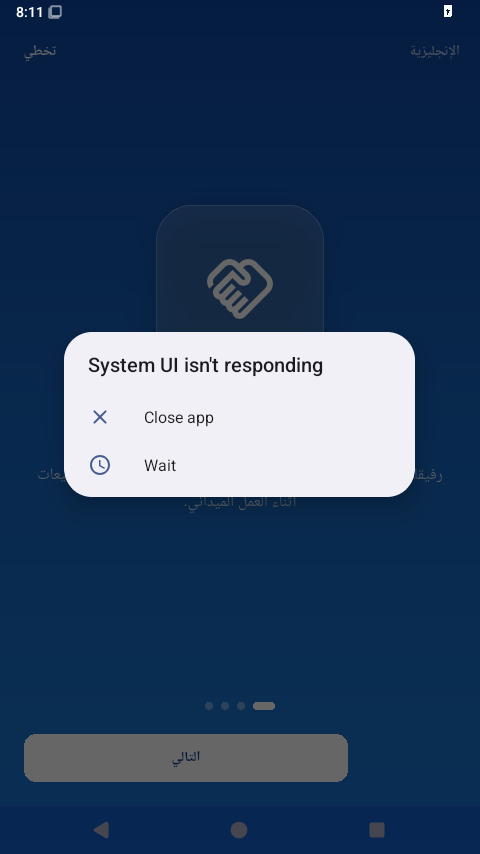 8:11
تخطي
الإنجليزية
System UI isn't responding
Close app
Wait
أثناء العمل الميداني.
التالي